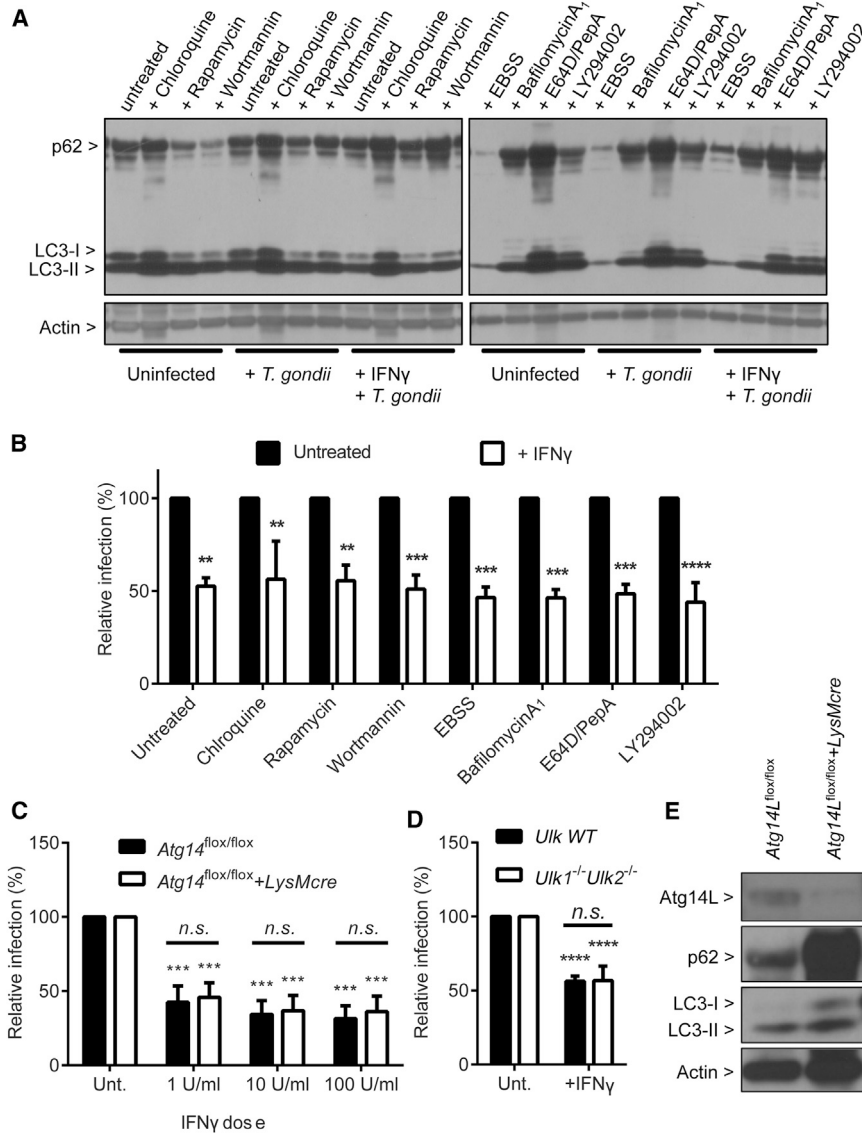 A
untreated
+ Chloroquine
+ Rapamycin
+ Wortmannin
untreated
+ Chloroquine
+ Rapamycin
+ Wortmannin
untreated
+ Chloroquine
+ Rapamycin
+ Wortmannin
+ EBSS
+ BafilomycinA1
+ E64D/PepA
+ LY294002
+ EBSS
+ BafilomycinA1
+ E64D/PepA
+ LY294002
+ EBSS
+ BafilomycinA1
+ E64D/PepA
+ LY294002
p62 >
LC3-I >
LC3-II >
Actin >
Uninfected
+ T. gondii
+ IFNγ
+ T. gondii
Uninfected
+ T. gondii
+ IFNγ
+ T. gondii
B
Untreated
+ IFNγ
Relative infection (%)
100
50
0
**
**
**
***
***
***
***
****
Untreated
Chlroquine
Rapamycin
Wortmannin
EBSS
BafilomycinA1
E64D/PepA
LY294002
C
Atg14flox/flox
Atg14flox/flox+LysMcre
Relative infection (%)
150
100
50
0
n.s.
n.s.
n.s.
*** *** *** *** *** ***
Unt.
1 U/ml
10 U/ml
100 U/ml
IFNγ dose
D
Ulk WT
Ulk1-/-Ulk2-/-
Relative infection (%)
150
100
50
0
n.s.
**** ****
Unt.
+IFNγ
E
Atg14Lflox/flox
Atg14Lflox/flox+LysMcre
Atg14L >
p62 >
LC3-I >
LC3-II >
Actin >